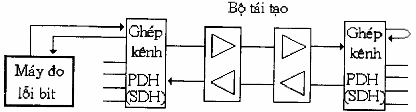 Bộ tái tạo
Ghép
kênh
PDH
(SDH)
Ghép
kênh
PDH
(SDH)
Máy đo
lỗi bit